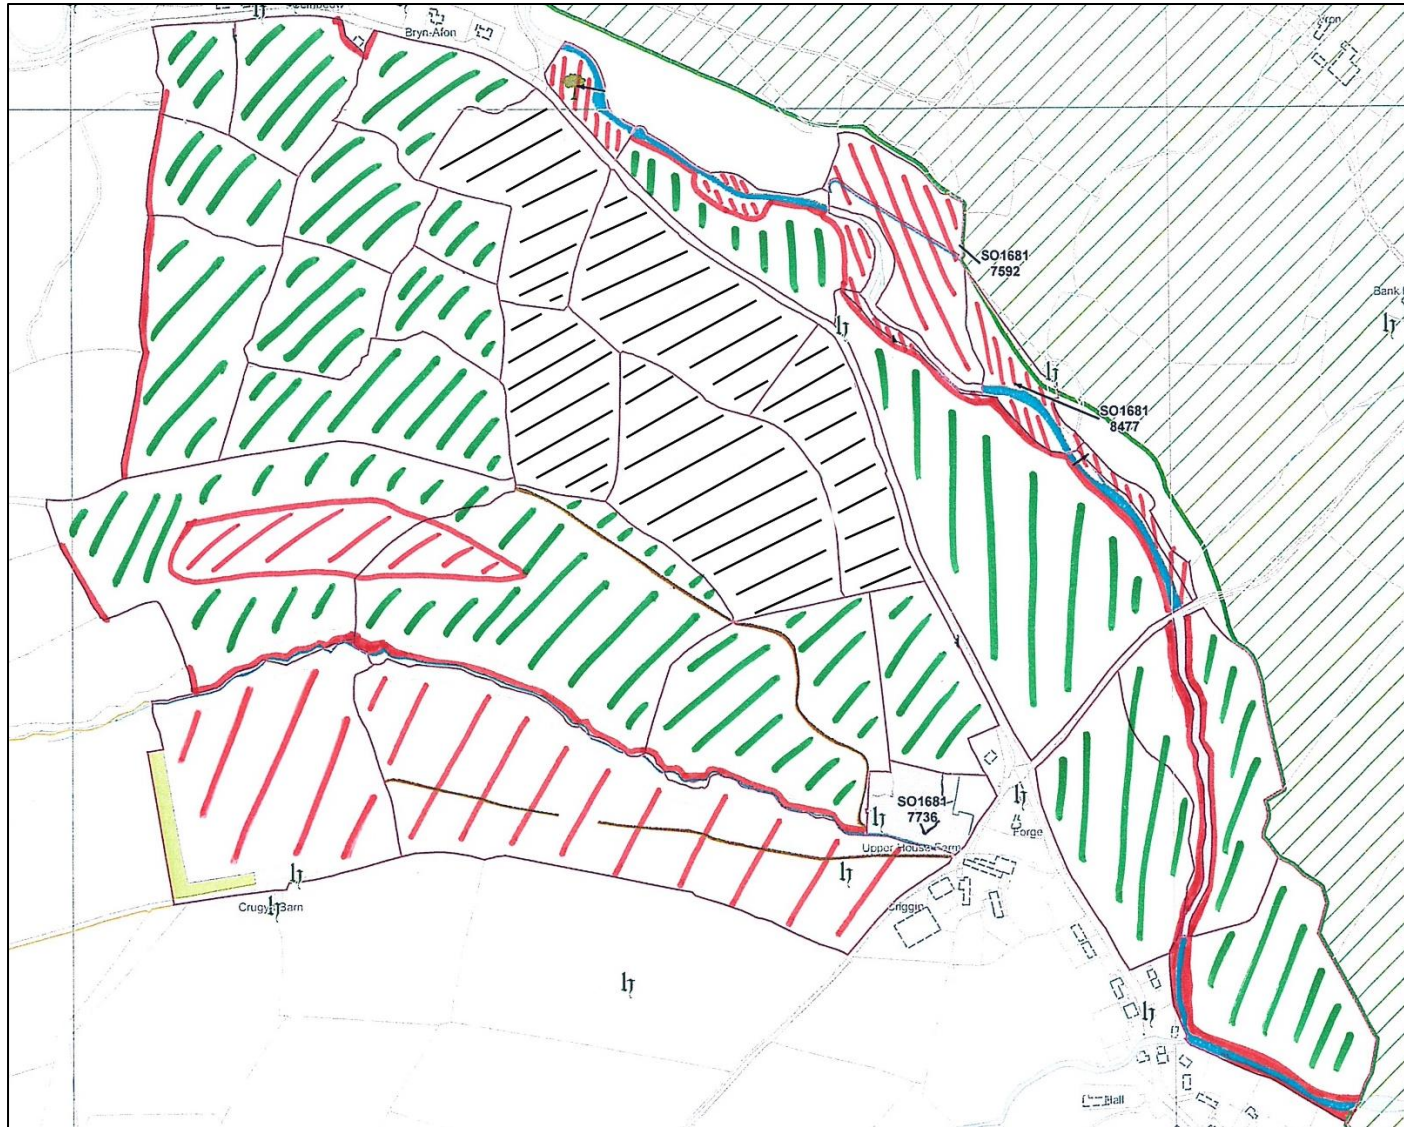 Bryn-Afon
SO1681
7592
Bank
SO1681
8477
SO1681
7736
Upper House Farm
Forge
Criggin
Crugyn Barn
Hall